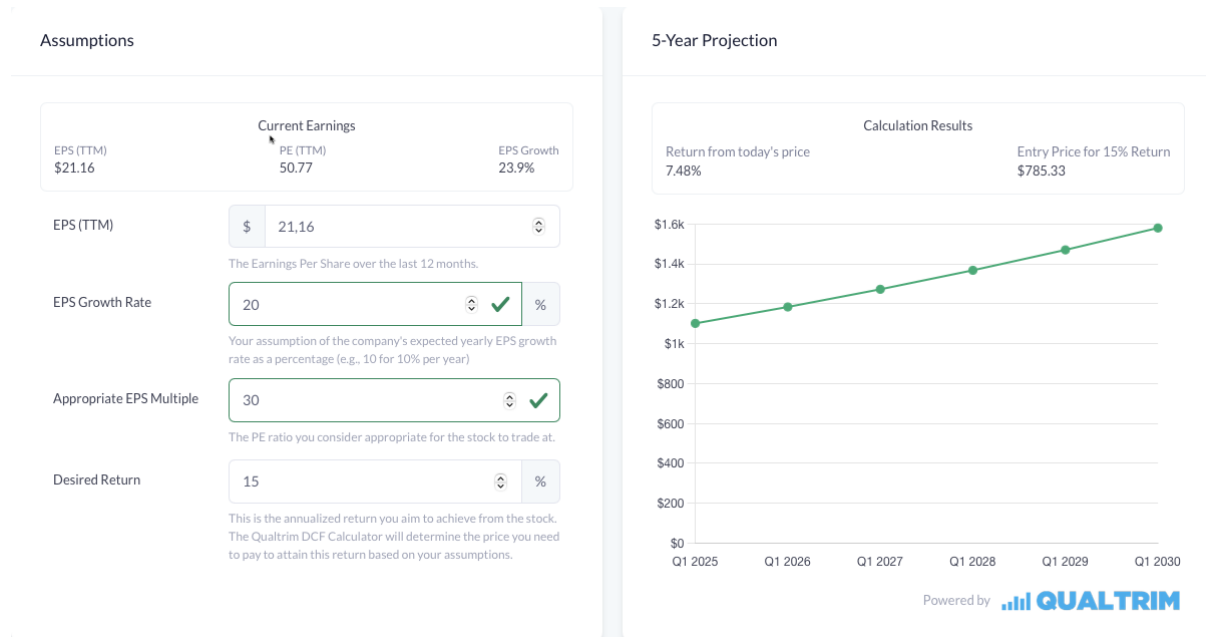 Assumptions
Current Earnings
EPS (TTM) PE (TTM) EPS Growth
$21.16 50.77 23.9%
EPS (TTM) $ 21,16
The Earnings Per Share over the last 12 months.
EPS Growth Rate 20 %
Your assumption of the company's expected yearly EPS growth
rate as a percentage (e.g., 10 for 10% per year)
Appropriate EPS Multiple 30
The PE ratio you consider appropriate for the stock to trade at.
Desired Return 15 %
This is the annualized return you aim to achieve from the stock.
The Qualtrim DCF Calculator will determine the price you need
to pay to attain this return based on your assumptions.
5-Year Projection
Calculation Results
Return from today's price Entry Price for 15% Return
7.48% $785.33
$1.6k
$1.4k
$1.2k
$1k
$800
$600
$400
$200
$0
Q1 2025 Q1 2026 Q1 2027 Q1 2028 Q1 2029 Q1 2030
Powered by QUALTRIM